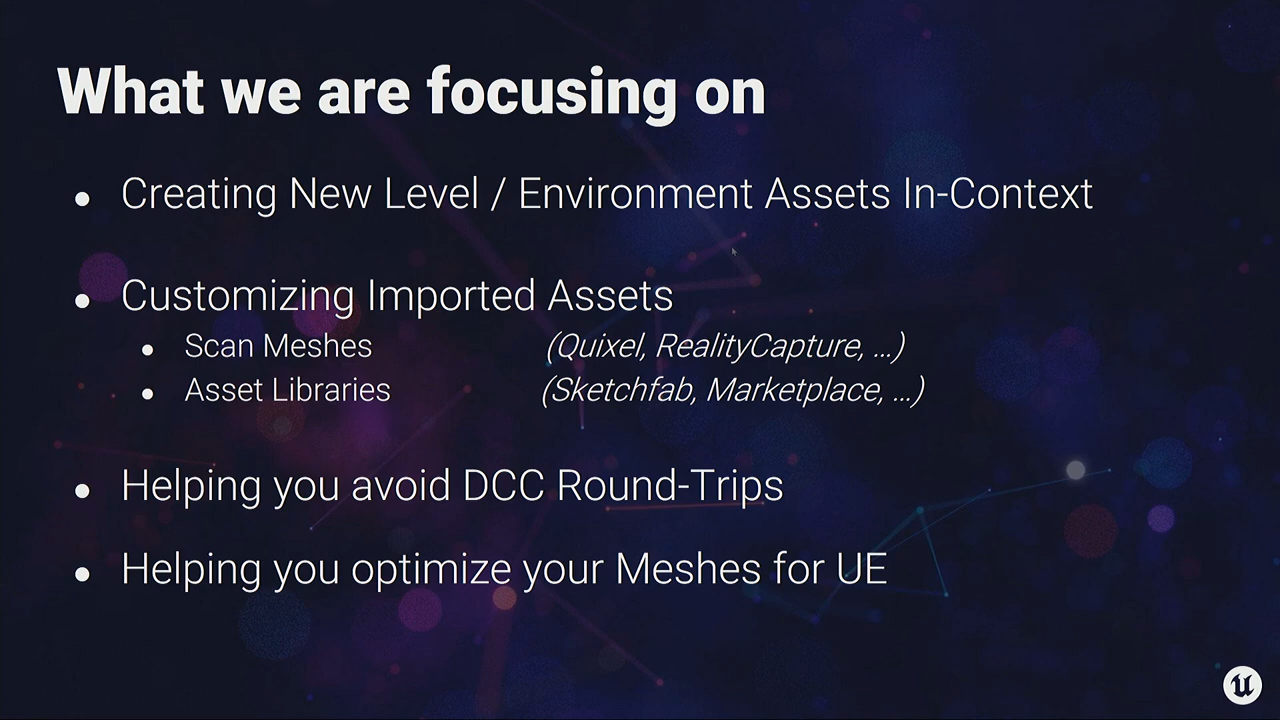 What we are focusing on
● Creating New Level / Environment Assets In-Context
● Customizing Imported Assets
● Scan Meshes (Quixel, RealityCapture, ...)
● Asset Libraries (Sketchfab, Marketplace, ...)
● Helping you avoid DCC Round-Trips
● Helping you optimize your Meshes for UE